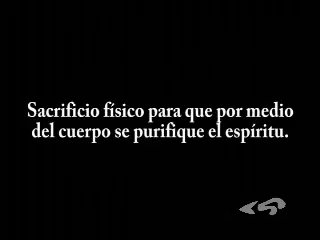 Sacrificio físico para que por medio
del cuerpo se purifique el espíritu.